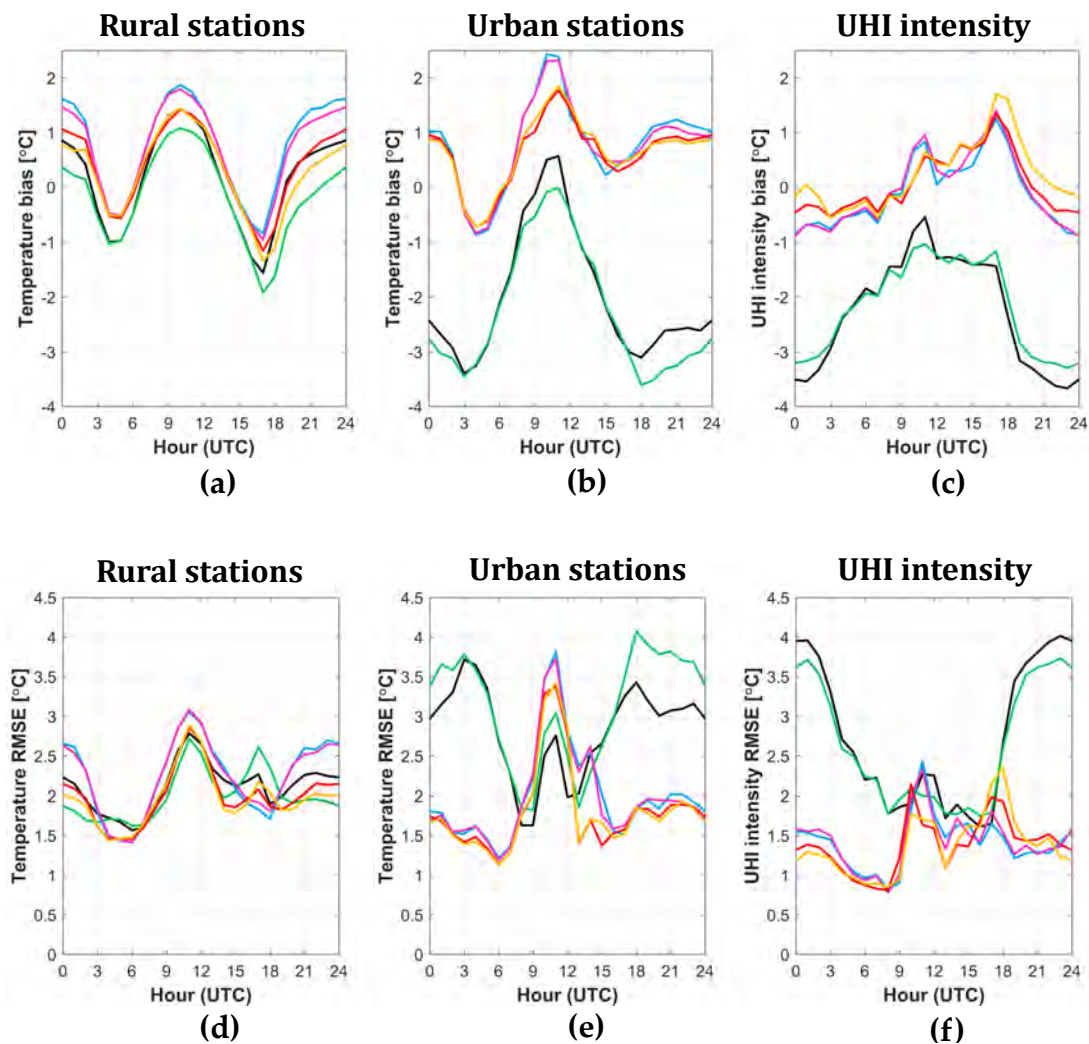 Rural stations
Urban stations
UHI intensity
Temperature bias [°C]
2
1
0
-1
-2
-3
-4
0 3 6 9 12 15 18 21 24
Hour (UTC)
(a)
Temperature bias [°C]
2
1
0
-1
-2
-3
-4
0 3 6 9 12 15 18 21 24
Hour (UTC)
(b)
UHI intensity bias [°C]
2
1
0
-1
-2
-3
-4
0 3 6 9 12 15 18 21 24
Hour (UTC)
(c)
Rural stations
Urban stations
UHI intensity
Temperature RMSE [°C]
4.5
4
3.5
3
2.5
2
1.5
1
0.5
0
0 3 6 9 12 15 18 21 24
Hour (UTC)
(d)
Temperature RMSE [°C]
4.5
4
3.5
3
2.5
2
1.5
1
0.5
0
0 3 6 9 12 15 18 21 24
Hour (UTC)
(e)
UHI intensity RMSE [°C]
4.5
4
3.5
3
2.5
2
1.5
1
0.5
0
0 3 6 9 12 15 18 21 24
Hour (UTC)
(f)